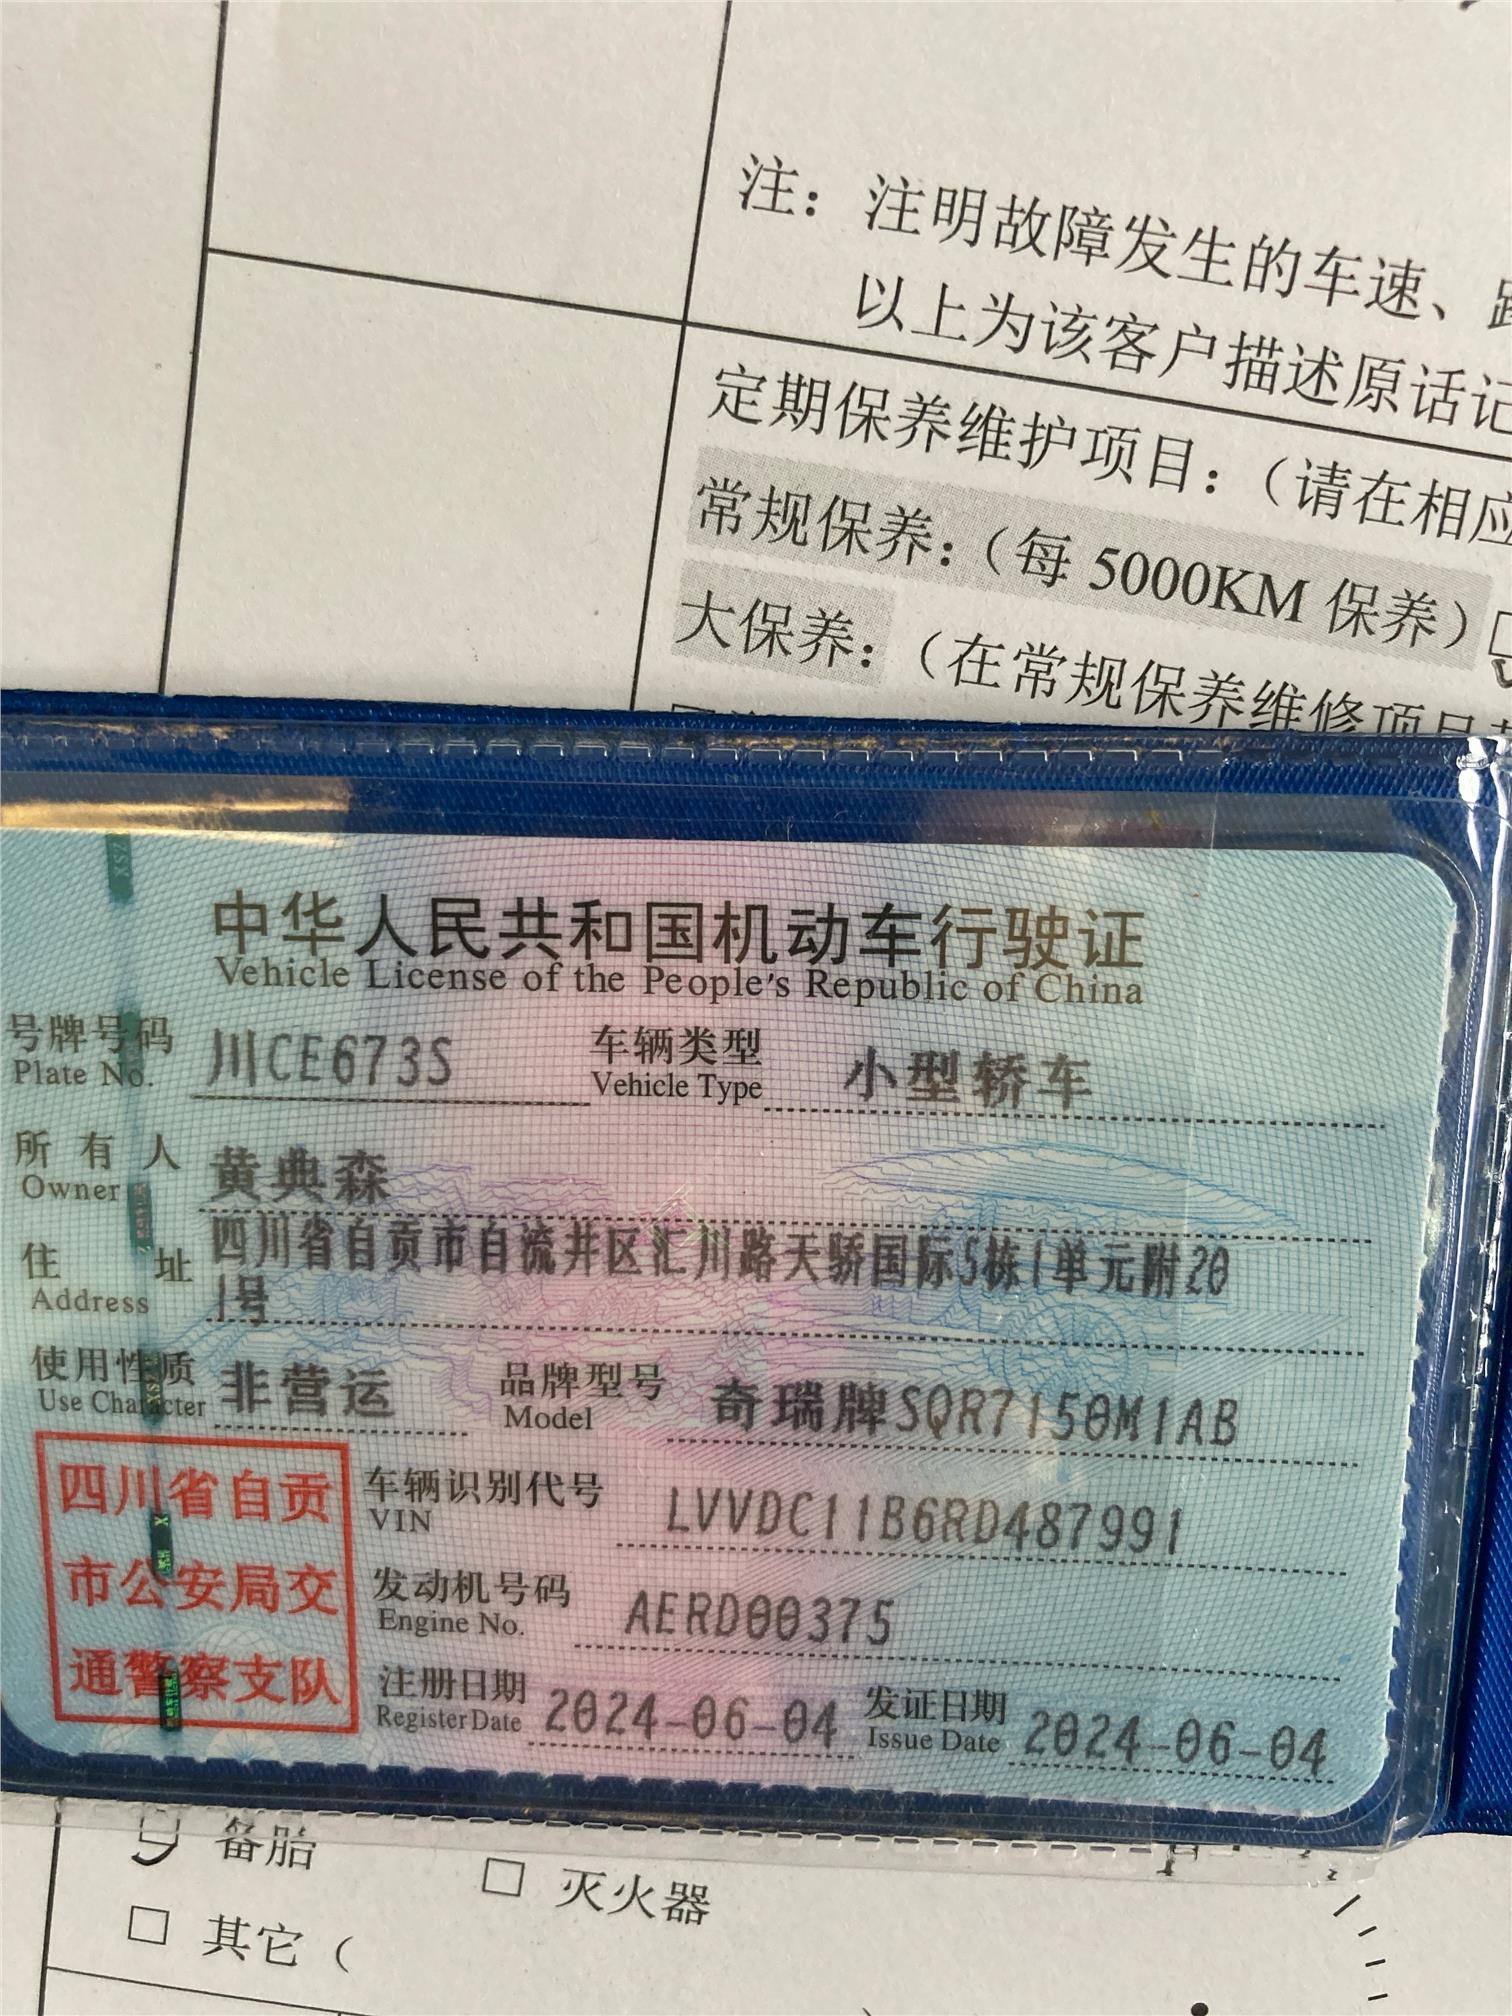 注：注明故障发生的车速、
以上为该客户描述原话记
定期保养维护项目：（请在相应
常规保养：（每 5000KM 保养）
大保养：（在常规保养维修项目
中华人民共和国机动车行驶证
Vehicle License of the People's Republic of China
号牌号码 川CE673S 车辆类型 小型轿车
Plate No. Vehicle Type
所有人 黄典森
Owner
住址 四川省自贡市自流井区汇川路天骄国际5栋1单元附20
Address 1号
使用性质 非营运 品牌型号 奇瑞牌SQR7150M1AB
Use Character Model
四川省自贡
市公安局交
通警察支队
车辆识别代号 LVVDC11B6RD487991
VIN
发动机号码 AERD00375
Engine No.
注册日期 2024-06-04 发证日期 2024-06-04
Register Date Issue Date
备胎
灭火器
其它（